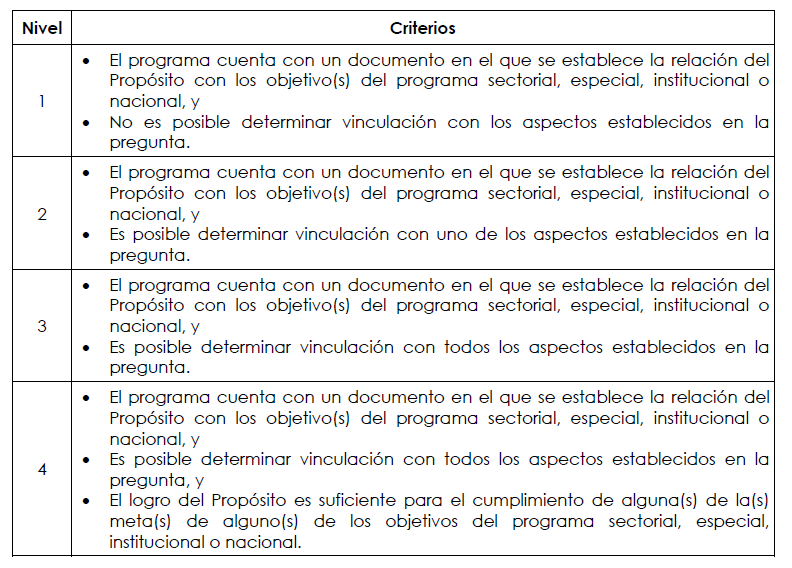 Nivel Criterios
• El programa cuenta con un documento en el que se establece la relación del
Propósito con los objetivo(s) del programa sectorial, especial, institucional o
nacional, y
1
• No es posible determinar vinculación con los aspectos establecidos en la
pregunta.
• El programa cuenta con un documento en el que se establece la relación del
Propósito con los objetivo(s) del programa sectorial, especial, institucional o
nacional, y
2
• Es posible determinar vinculación con uno de los aspectos establecidos en la
pregunta.
• El programa cuenta con un documento en el que se establece la relación del
Propósito con los objetivo(s) del programa sectorial, especial, institucional o
nacional, y
3
• Es posible determinar vinculación con todos los aspectos establecidos en la
pregunta.
• El programa cuenta con un documento en el que se establece la relación del
Propósito con los objetivo(s) del programa sectorial, especial, institucional o
nacional, y
4
• Es posible determinar vinculación con todos los aspectos establecidos en la
pregunta, y
• El logro del Propósito es suficiente para el cumplimiento de alguna(s) de la(s)
meta(s) de alguno(s) de los objetivos del programa sectorial, especial,
institucional o nacional.